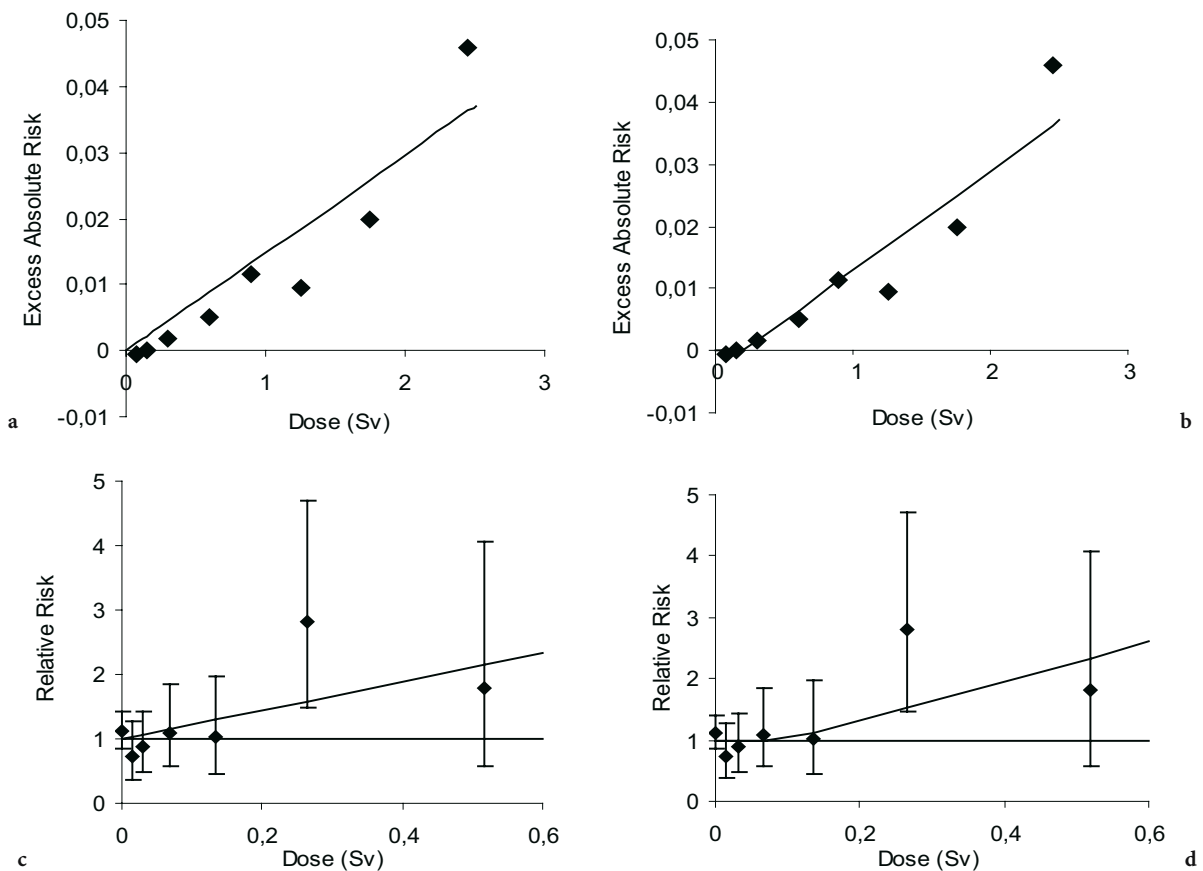 0,05
0,04
0,03
0,02
0,01
0
-0,01
Excess Absolute Risk
0 1 2 3
Dose (Sv)
a
0,05
0,04
0,03
0,02
0,01
0
-0,01
Excess Absolute Risk
0 1 2 3
Dose (Sv)
b
5
4
3
2
1
0
Relative Risk
0 0,2 0,4 0,6
Dose (Sv)
c
5
4
3
2
1
0
Relative Risk
0 0,2 0,4 0,6
Dose (Sv)
d